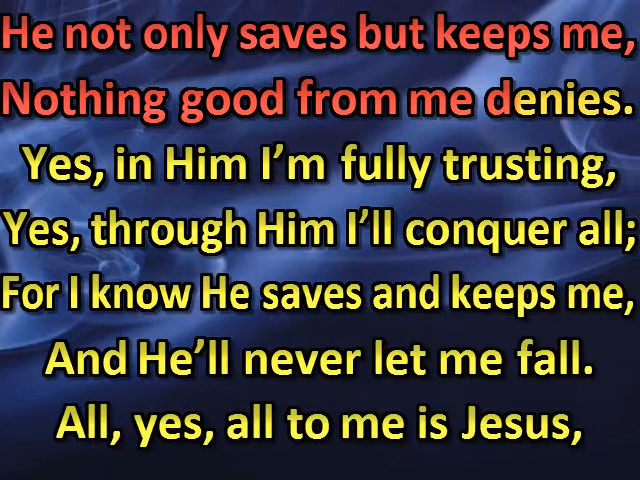 He not only saves but keeps me,
Nothing good from me denies.
Yes, in Him I’m fully trusting,
Yes, through Him I’ll conquer all;
For I know He saves and keeps me,
And He’ll never let me fall.
All, yes, all to me is Jesus,